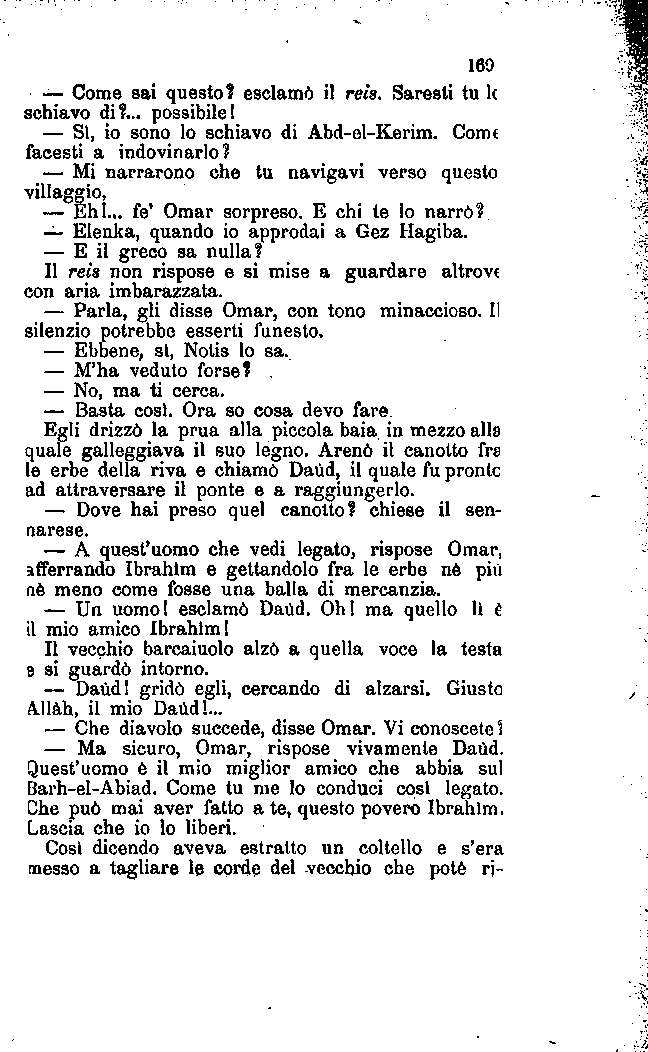 169
— Come sai questo? esclamò il reis. Saresti tu
schiavo di?... possibile!
— Sì, io sono lo schiavo di Abd-el-Kerim. Come
facesti a indovinarlo?
— Mi narrarono che tu navigavi verso questo
villaggio,
— Eh!... fe' Omar sorpreso. E chi te lo narrò?
— Elenka, quando io approdai a Gez Hagiba.
— E il greco sa nulla?
Il reis non rispose e si mise a guardare altrove
con aria imbarazzata.
— Parla, gli disse Omar, con tono minaccioso. Il
silenzio potrebbe esserti funesto.
— Ebbene, sì, Notis lo sa.
— M'ha veduto forse?
— No, ma ti cerca.
— Basta così. Ora so cosa devo fare.
Egli drizzò la prua alla piccola baia in mezzo alla
quale galleggiava il suo legno. Arenò il canotto fra
le erbe della riva e chiamò Daùd, il quale fu pronto
ad attraversare il ponte e a raggiungerlo.
— Dove hai preso quel canotto? chiese il sen-
narese.
— A quest'uomo che vedi legato, rispose Omar,
afferrando Ibrahìm e gettandolo fra le erbe nè più
nè meno come fosse una balla di mercanzia.
— Un uomo! esclamò Daùd. Oh! ma quello lì è
il mio amico Ibrahìm!
Il vecchio barcaiuolo alzò a quella voce la testa
e si guardò intorno.
— Daùd! gridò egli, cercando di alzarsi. Giusto
Allàh, il mio Daùd!...
— Che diavolo succede, disse Omar. Vi conoscete?
— Ma sicuro, Omar, rispose vivamente Daùd.
Quest'uomo è il mio miglior amico che abbia sul
Barh-el-Abiad. Come tu me lo conduci così legato.
Che può mai aver fatto a te, questo povero Ibrahìm.
Lascia che io lo liberi.
Così dicendo aveva estratto un coltello e s'era
messo a tagliare le corde del vecchio che potè ri-